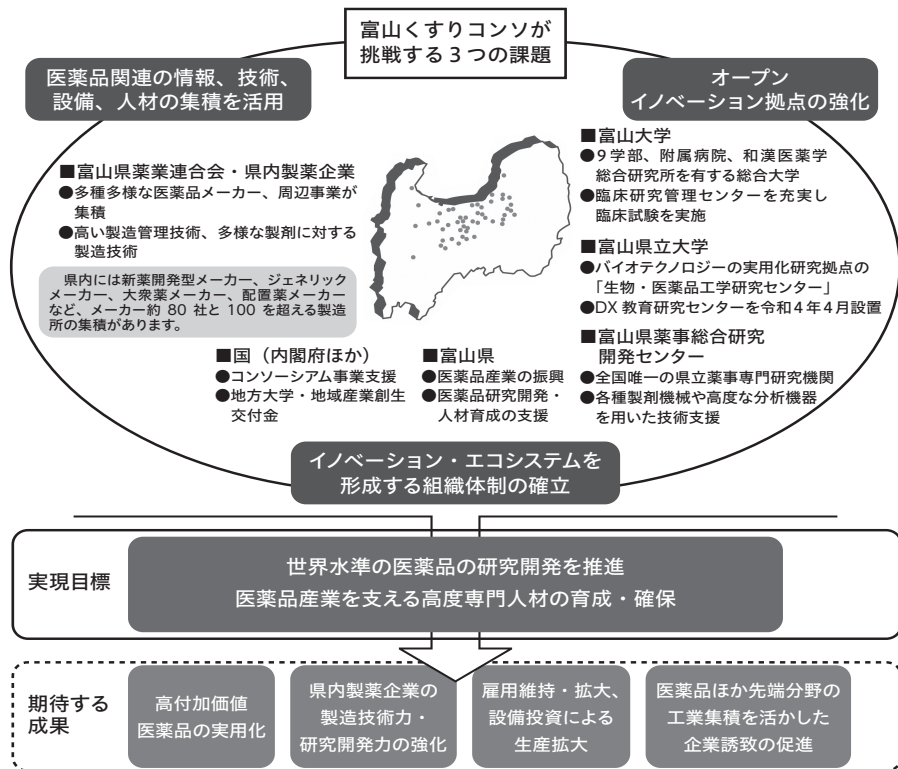 富山くすりコンソが
挑戦する3つの課題
医薬品関連の情報、技術、
設備、人材の集積を活用
オープン
イノベーション拠点の強化
■富山県薬業連合会・県内製薬企業
●多種多様な医薬品メーカー、周辺事業が
集積
●高い製造管理技術、多様な製剤に対する
製造技術
県内には新薬開発型メーカー、ジェネリック
メーカー、大衆薬メーカー、配置薬メーカー
など、メーカー約 80 社と 100 を超える製造
所の集積があります。
■富山大学
●9学部、附属病院、和漢医薬学
総合研究所を有する総合大学
●臨床研究管理センターを充実し
臨床試験を実施
■富山県立大学
●バイオテクノロジーの実用化研究拠点の
「生物・医薬品工学研究センター」
●DX 教育研究センターを令和4年4月設置
■富山県薬事総合研究
開発センター
●全国唯一の県立薬事専門研究機関
●各種製剤機械や高度な分析機器
を用いた技術支援
■国(内閣府ほか)
●コンソーシアム事業支援
●地方大学・地域産業創生
交付金
■富山県
●医薬品産業の振興
●医薬品研究開発・
人材育成の支援
イノベーション・エコシステムを
形成する組織体制の確立
実現目標
世界水準の医薬品の研究開発を推進
医薬品産業を支える高度専門人材の育成・確保
期待する
成果
高付加価値
医薬品の実用化
県内製薬企業の
製造技術力・
研究開発力の強化
雇用維持・拡大、
設備投資による
生産拡大
医薬品ほか先端分野の
工業集積を活かした
企業誘致の促進